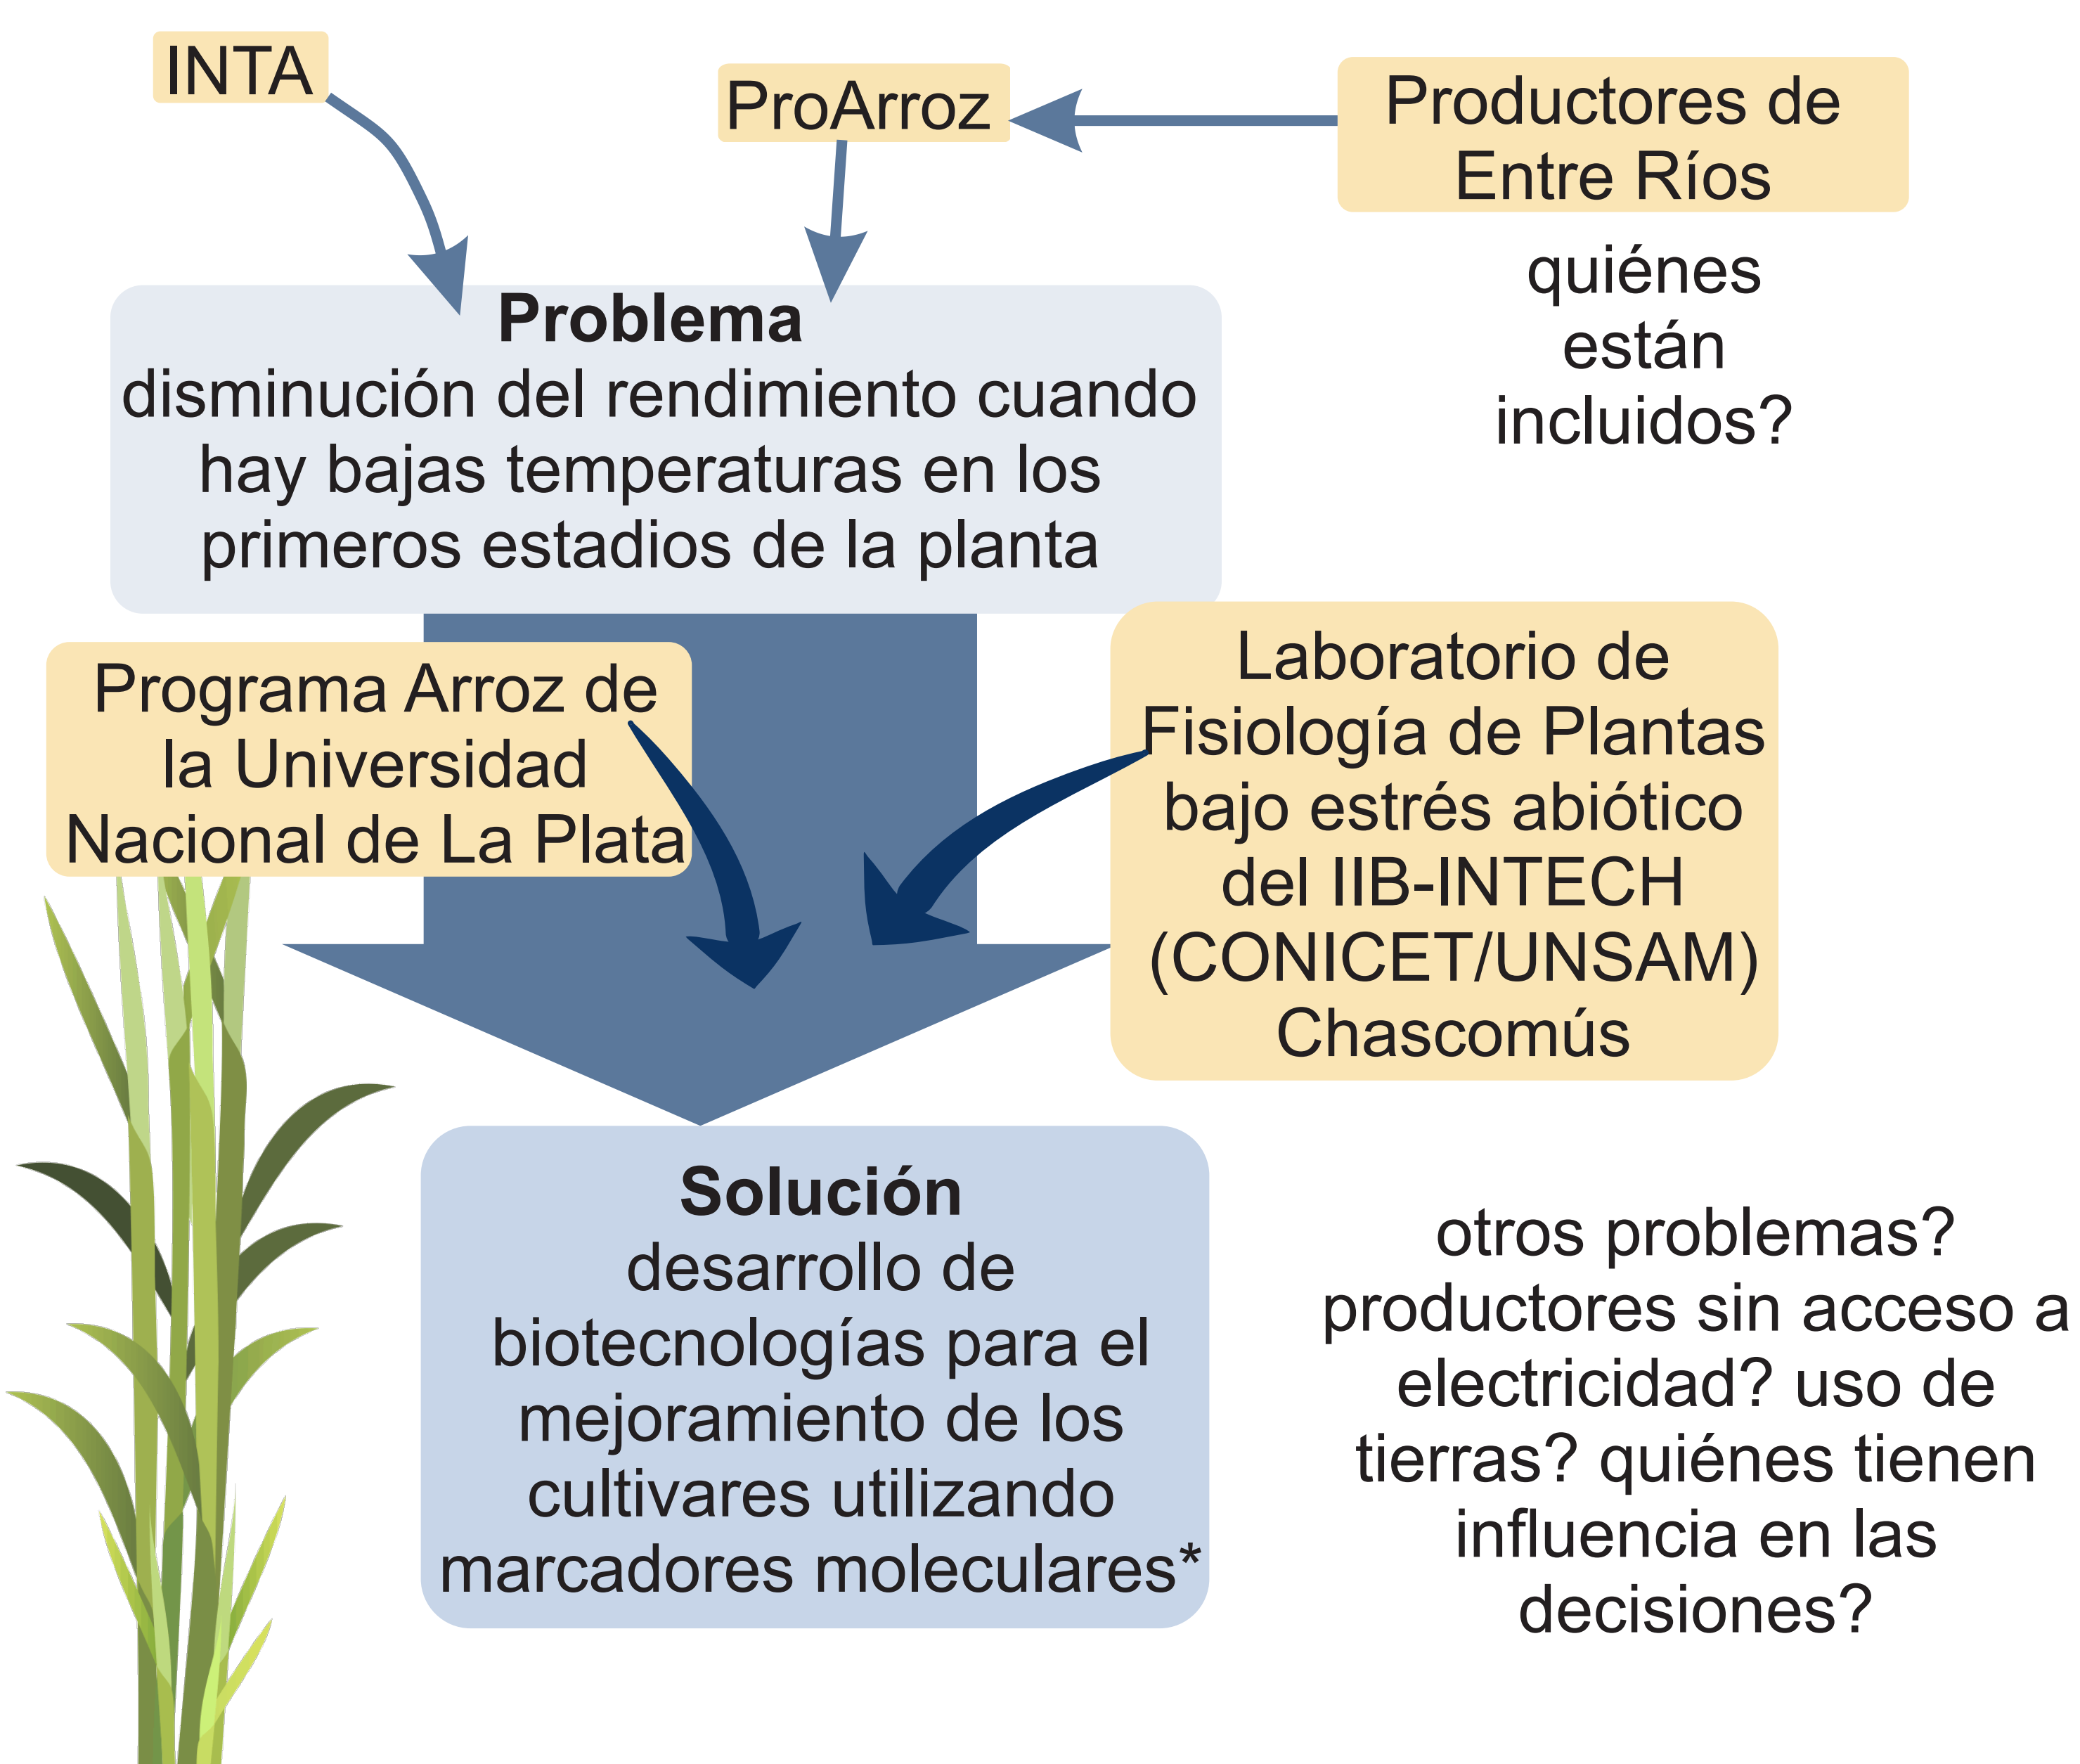 INTA
ProArroz
Productores de
Entre Ríos
quiénes
están
incluidos?
Problema
disminución del rendimiento cuando
hay bajas temperaturas en los
primeros estadios de la planta
Programa Arroz de
la Universidad
Nacional de La Plata
Laboratorio de
Fisiología de Plantas
bajo estrés abiótico
del IIB-INTECH
(CONICET/UNSAM)
Chascomús
Solución
desarrollo de
biotecnologías para el
mejoramiento de los
cultivares utilizando
marcadores moleculares*
otros problemas?
productores sin acceso a
electricidad? uso de
tierras? quiénes tienen
influencia en las
decisiones?